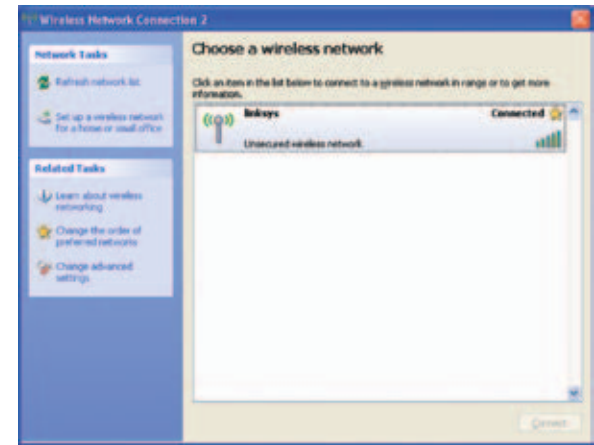 Wireless Network Connection 2
Network Tasks
Refresh network list
Set up a wireless network
for a home or small office
Related Tasks
Learn about wireless
networking
Change the order of
preferred networks
Change advanced
settings
Choose a wireless network
Click an item in the list below to connect to a wireless network in range or to get more
information.
linksys
Connected
Unsecured wireless network
Connect